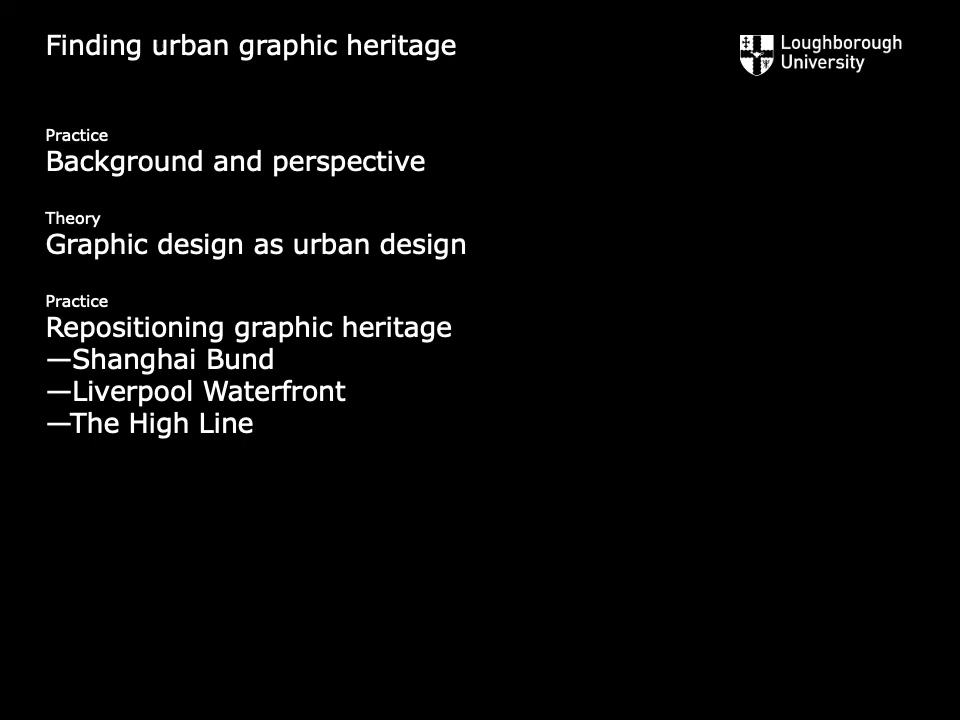 Finding urban graphic heritage
Loughborough
University
Practice
Background and perspective
Theory
Graphic design as urban design
Practice
Repositioning graphic heritage
—Shanghai Bund
—Liverpool Waterfront
—The High Line